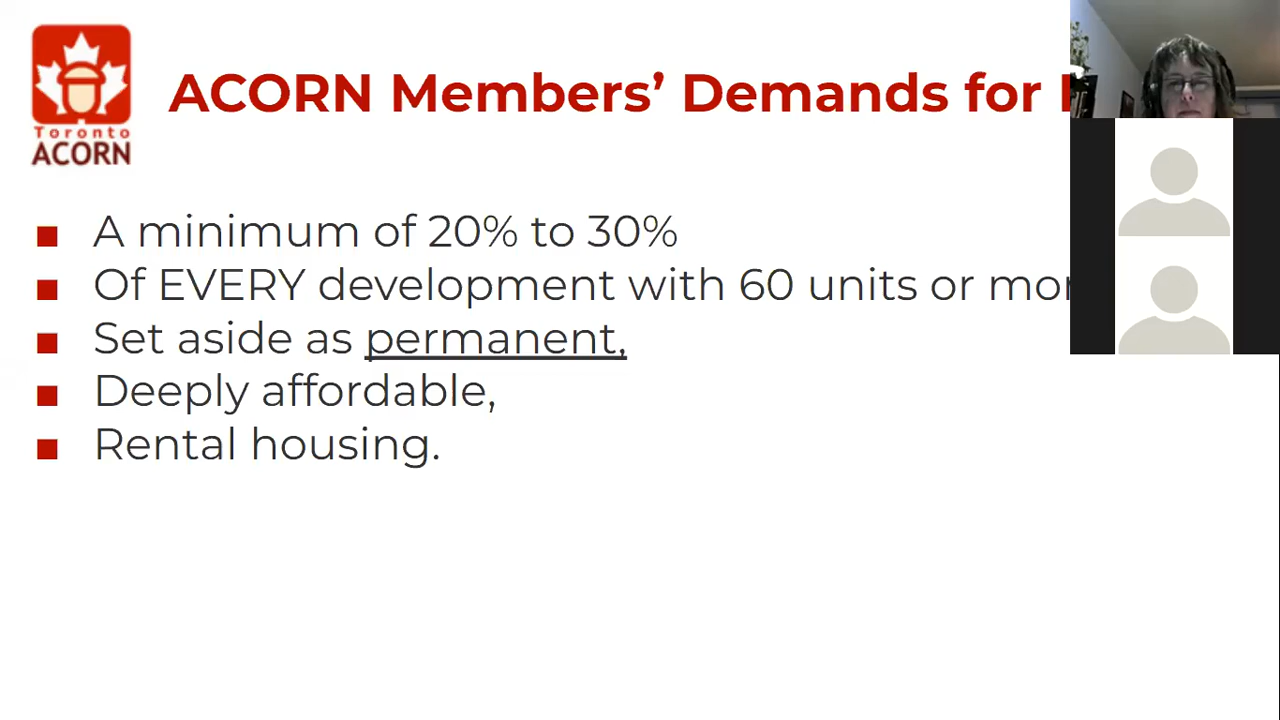 Toronto
ACORN
ACORN Members’ Demands for
A minimum of 20% to 30%
Of EVERY development with 60 units or
Set aside as permanent,
Deeply affordable,
Rental housing.